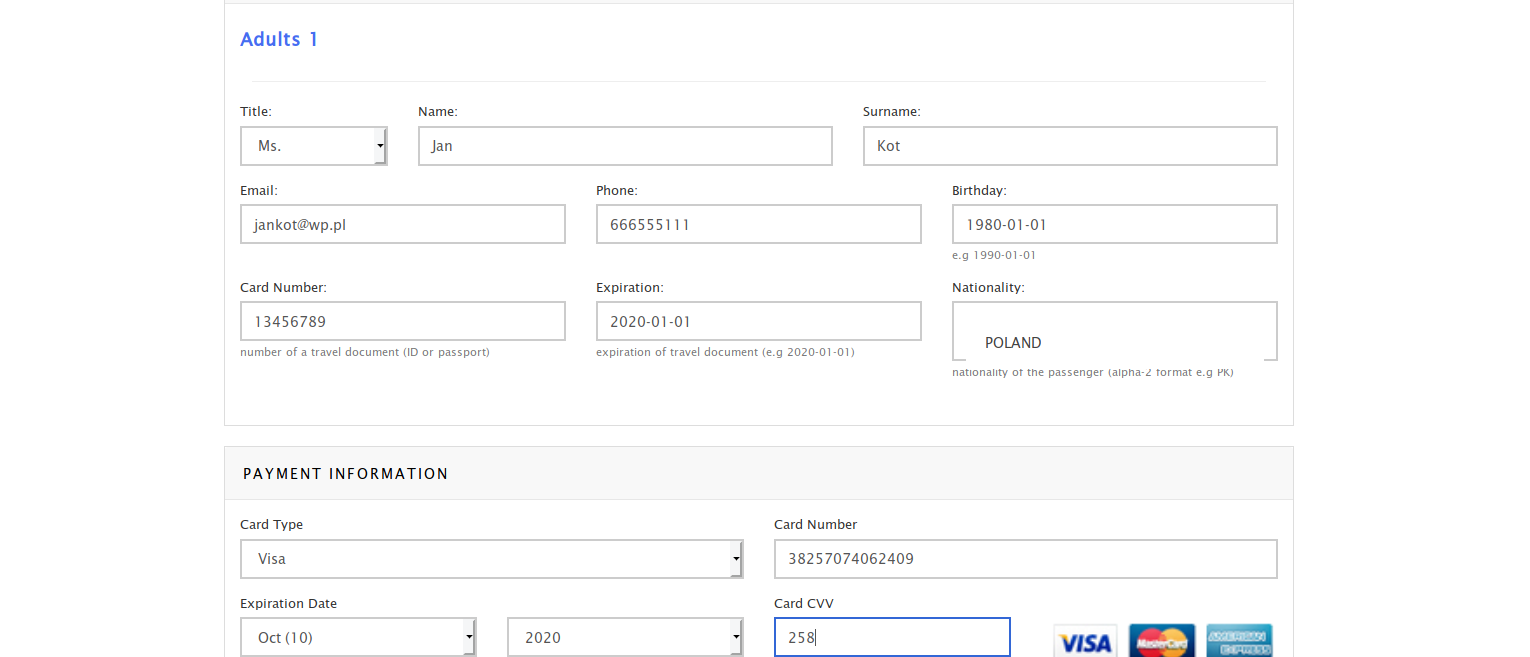 Adults 1
Title: Name: Surname:
Ms. Jan Kot
Email: Phone: Birthday:
jankot@wp.pl 666555111 1980-01-01
e.g 1990-01-01
Card Number: Expiration: Nationality:
13456789 2020-01-01 POLAND
number of a travel document (ID or passport) expiration of travel document (e.g 2020-01-01) nationality of the passenger (alpha-2 format e.g PK)
PAYMENT INFORMATION
Card Type Card Number
Visa 38257074062409
Expiration Date Card CVV
Oct (10) 2020 258 VISA MasterCard AMERICAN EXPRESS